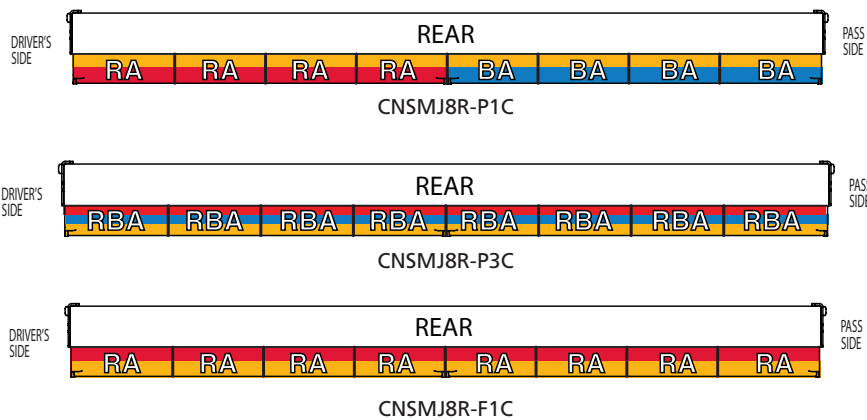 DRIVER'S
SIDE
REAR
PASS
SIDE
RA RA RA RA BA BA BA BA
CNSMJ8R-P1C
DRIVER'S
SIDE
REAR
PASS
SIDE
RBA RBA RBA RBA RBA RBA RBA RBA
CNSMJ8R-P3C
DRIVER'S
SIDE
REAR
PASS
SIDE
RA RA RA RA RA RA RA RA
CNSMJ8R-F1C